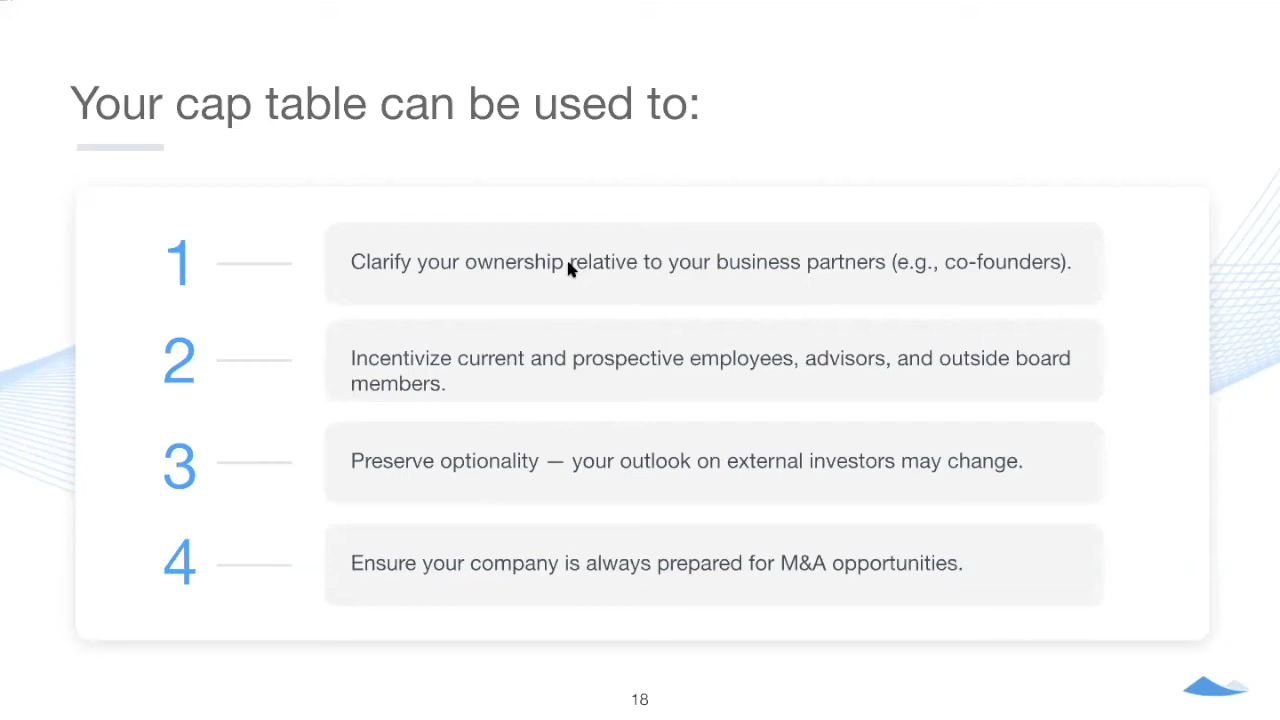 Your cap table can be used to:
1
Clarify your ownership relative to your business partners (e.g., co-founders).
2
Incentivize current and prospective employees, advisors, and outside board
members.
3
Preserve optionality — your outlook on external investors may change.
4
Ensure your company is always prepared for M&A opportunities.
18